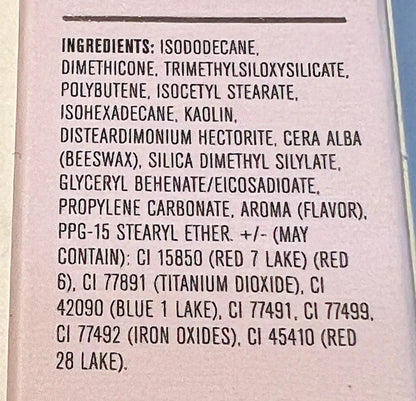 INGREDIENTS: ISODODECANE,
DIMETHICONE, TRIMETHYLSILOXYSILICATE,
POLYBUTENE, ISOCETYL STEARATE,
ISOHEXADECANE, KAOLIN,
DISTEARDIMONIUM HECTORITE, CERA ALBA
(BEESWAX), SILICA DIMETHYL SILYLATE,
GLYCERYL BEHENATE/EICOSADIOATE,
PROPYLENE CARBONATE, AROMA (FLAVOR),
PPG-15 STEARYL ETHER. +/- (MAY
CONTAIN): CI 15850 (RED 7 LAKE) (RED
6), CI 77891 (TITANIUM DIOXIDE), CI
42090 (BLUE 1 LAKE), CI 77491, CI 77499,
CI 77492 (IRON OXIDES), CI 45410 (RED
28 LAKE).